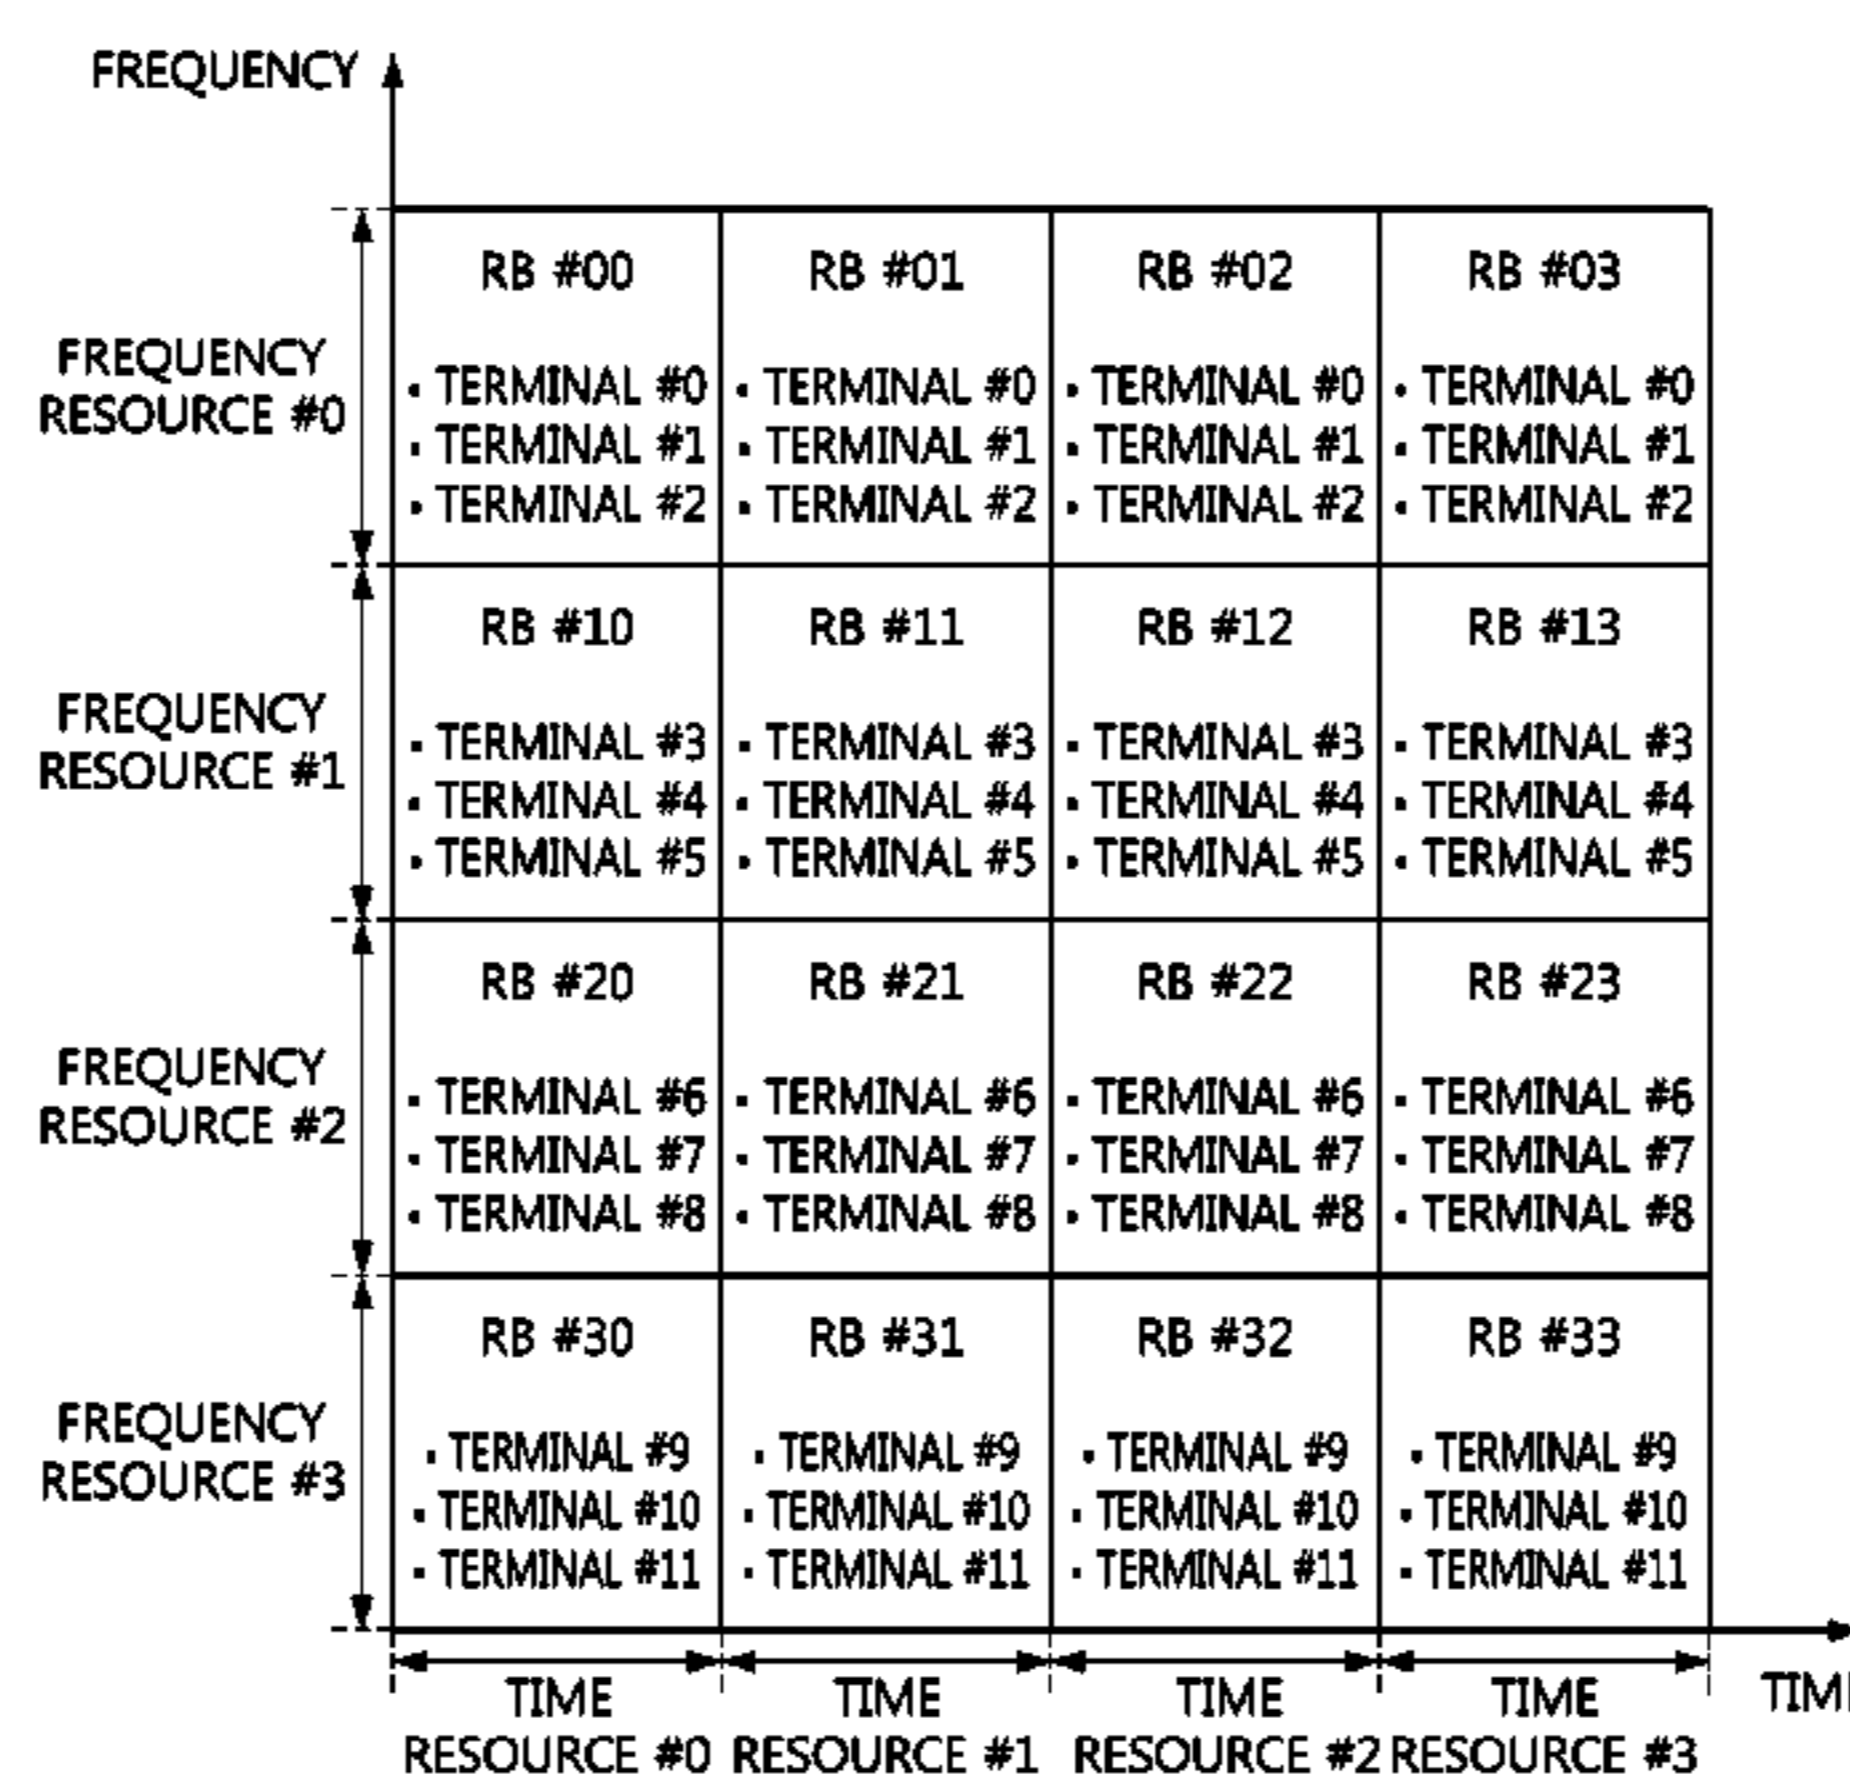 FREQUENCY
RB #00 RB #01 RB #02 RB #03
FREQUENCY
RESOURCE #0
• TERMINAL #0 • TERMINAL #0 • TERMINAL #0 • TERMINAL #0
• TERMINAL #1 • TERMINAL #1 • TERMINAL #1 • TERMINAL #1
• TERMINAL #2 • TERMINAL #2 • TERMINAL #2 • TERMINAL #2
RB #10 RB #11 RB #12 RB #13
FREQUENCY
RESOURCE #1
• TERMINAL #3 • TERMINAL #3 • TERMINAL #3 • TERMINAL #3
• TERMINAL #4 • TERMINAL #4 • TERMINAL #4 • TERMINAL #4
• TERMINAL #5 • TERMINAL #5 • TERMINAL #5 • TERMINAL #5
RB #20 RB #21 RB #22 RB #23
FREQUENCY
RESOURCE #2
• TERMINAL #6 • TERMINAL #6 • TERMINAL #6 • TERMINAL #6
• TERMINAL #7 • TERMINAL #7 • TERMINAL #7 • TERMINAL #7
• TERMINAL #8 • TERMINAL #8 • TERMINAL #8 • TERMINAL #8
RB #30 RB #31 RB #32 RB #33
FREQUENCY
RESOURCE #3
• TERMINAL #9 • TERMINAL #9 • TERMINAL #9 • TERMINAL #9
• TERMINAL #10 • TERMINAL #10 • TERMINAL #10 • TERMINAL #10
• TERMINAL #11 • TERMINAL #11 • TERMINAL #11 • TERMINAL #11
TIME TIME TIME TIME
RESOURCE #0 RESOURCE #1 RESOURCE #2 RESOURCE #3